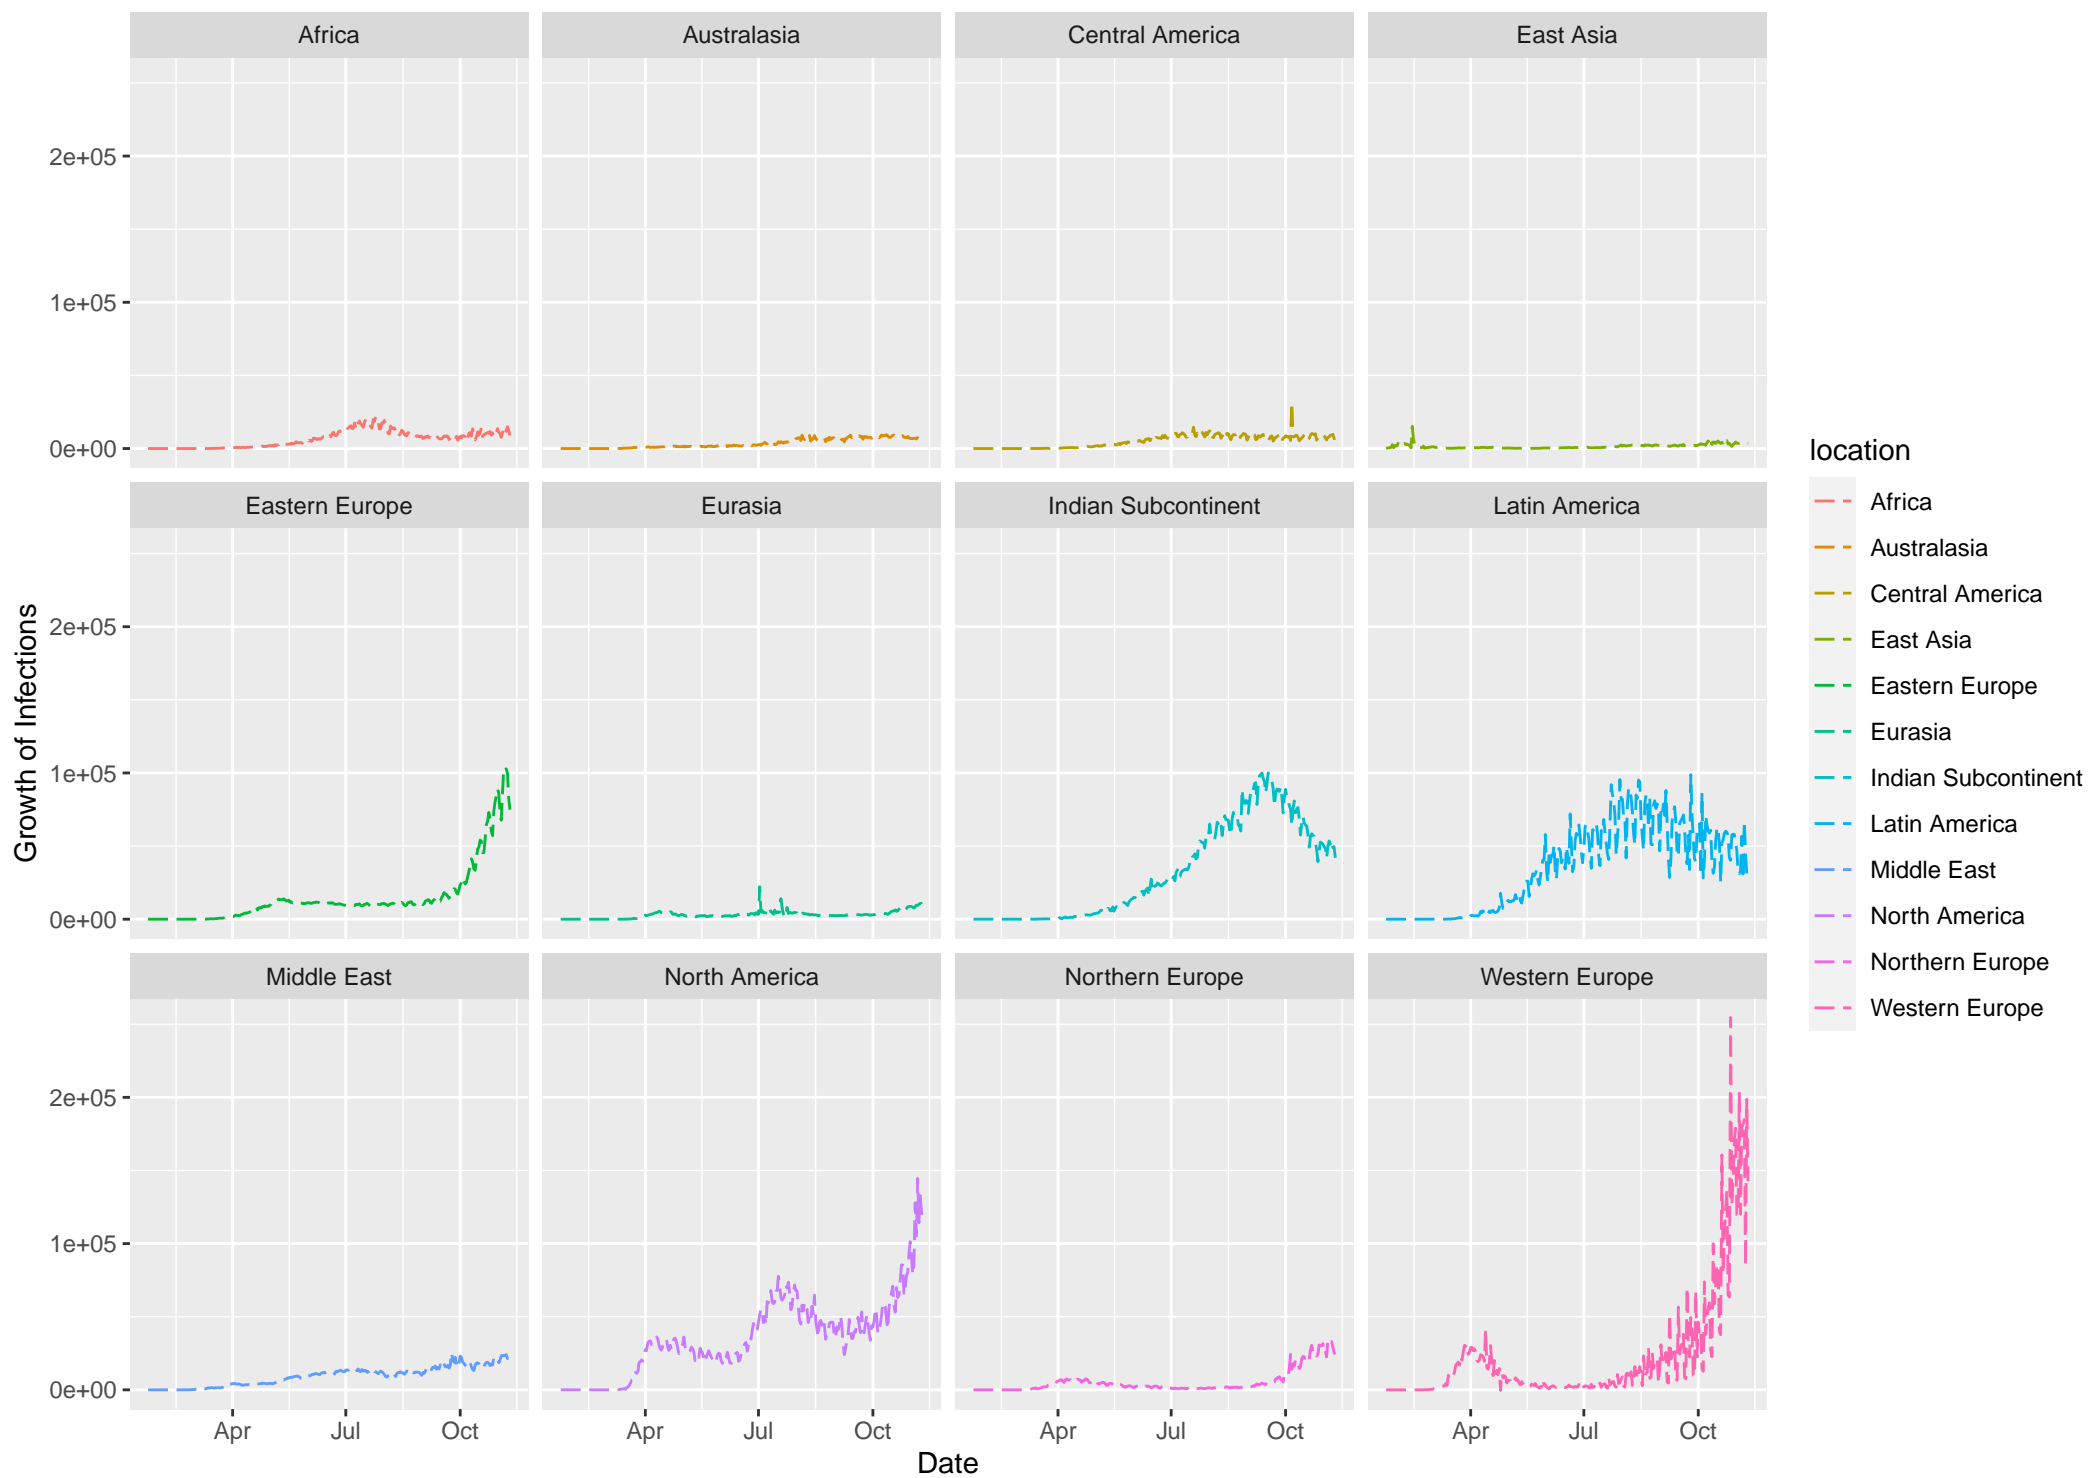 Africa
Australasia
Central America
East Asia
2e+05
1e+05
0e+00
Eastern Europe
Eurasia
Indian Subcontinent
Latin America
2e+05
1e+05
0e+00
Middle East
North America
Northern Europe
Western Europe
2e+05
1e+05
0e+00
Apr Jul Oct
Apr Jul Oct
Apr Jul Oct
Apr Jul Oct
Date
Growth of Infections
location
Africa
Australasia
Central America
East Asia
Eastern Europe
Eurasia
Indian Subcontinent
Latin America
Middle East
North America
Northern Europe
Western Europe